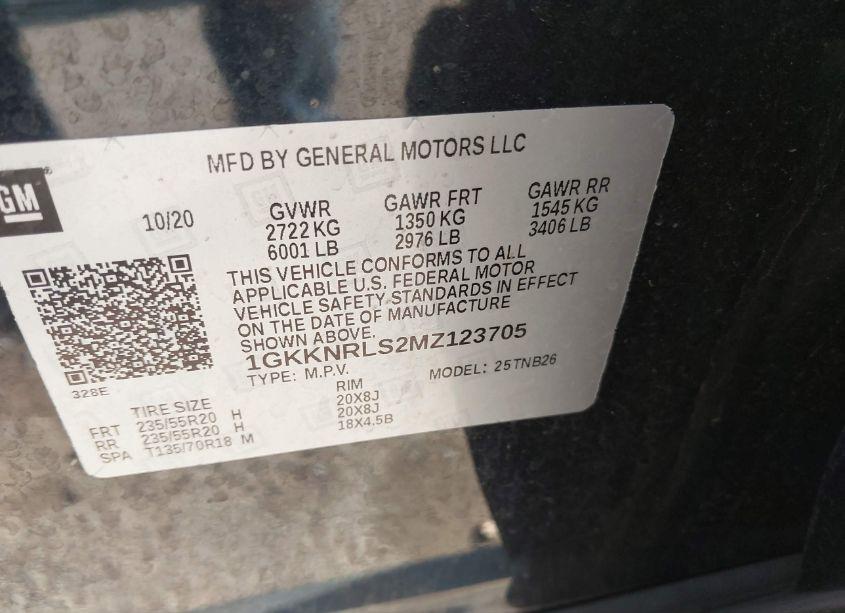 MFD BY GENERAL MOTORS LLC
GM
10/20
GVWR
2722 KG
6001 LB
GAWR FRT
1350 KG
2976 LB
GAWR RR
1545 KG
3406 LB
THIS VEHICLE CONFORMS TO ALL
APPLICABLE U.S. FEDERAL MOTOR
VEHICLE SAFETY STANDARDS IN EFFECT
ON THE DATE OF MANUFACTURE
SHOWN ABOVE.
1GKKNRLS2MZ123705
TYPE: M.P.V. MODEL: 25TNB26
328E
TIRE SIZE RIM
FRT 235/55R20 H 20X8J
RR 235/55R20 H 20X8J
SPA T135/70R18 M 18X4.5B